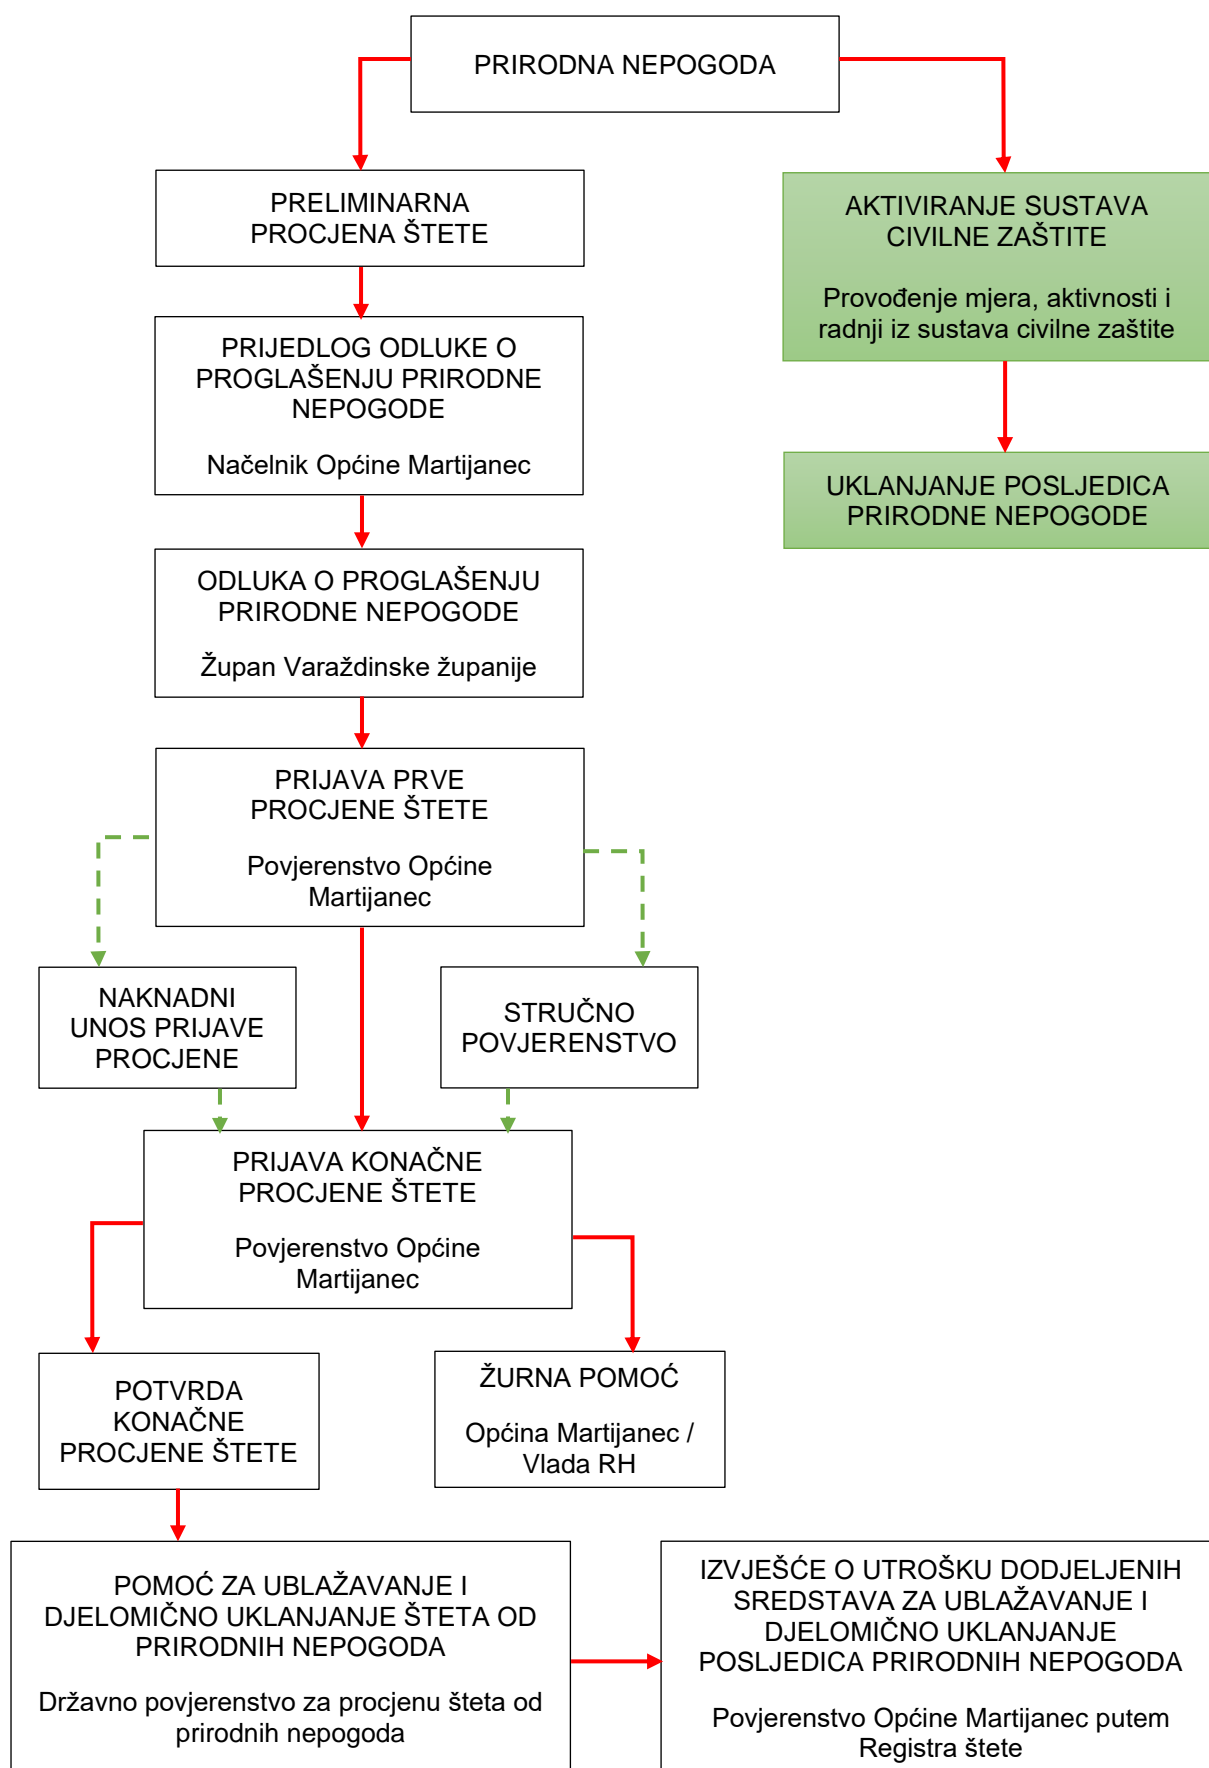 PRIRODNA NEPOGODA
PRELIMINARNA
PROCJENA ŠTETE
AKTIVIRANJE SUSTAVA
CIVILNE ZAŠTITE
Provođenje mjera, aktivnosti i
radnji iz sustava civilne zaštite
PRIJEDLOG ODLUKE O
PROGLAŠENJU PRIRODNE
NEPOGODE
Načelnik Općine Martijanec
UKLANJANJE POSLJEDICA
PRIRODNE NEPOGODE
ODLUKA O PROGLAŠENJU
PRIRODNE NEPOGODE
Župan Varaždinske županije
PRIJAVA PRVE
PROCJENE ŠTETE
Povjerenstvo Općine
Martijanec
NAKNADNI
UNOS PRIJAVE
PROCJENE
STRUČNO
POVJERENSTVO
PRIJAVA KONAČNE
PROCJENE ŠTETE
Povjerenstvo Općine
Martijanec
POTVRDA
KONAČNE
PROCJENE ŠTETE
ŽURNA POMOĆ
Općina Martijanec /
Vlada RH
POMOĆ ZA UBLAŽAVANJE I
DJELOMIČNO UKLANJANJE ŠTETA OD
PRIRODNIH NEPOGODA
Državno povjerenstvo za procjenu šteta od
prirodnih nepogoda
IZVJEŠĆE O UTROŠKU DODJELJENIH
SREDSTAVA ZA UBLAŽAVANJE I
DJELOMIČNO UKLANJANJE
POSLJEDICA PRIRODNIH NEPOGODA
Povjerenstvo Općine Martijanec putem
Registra štete